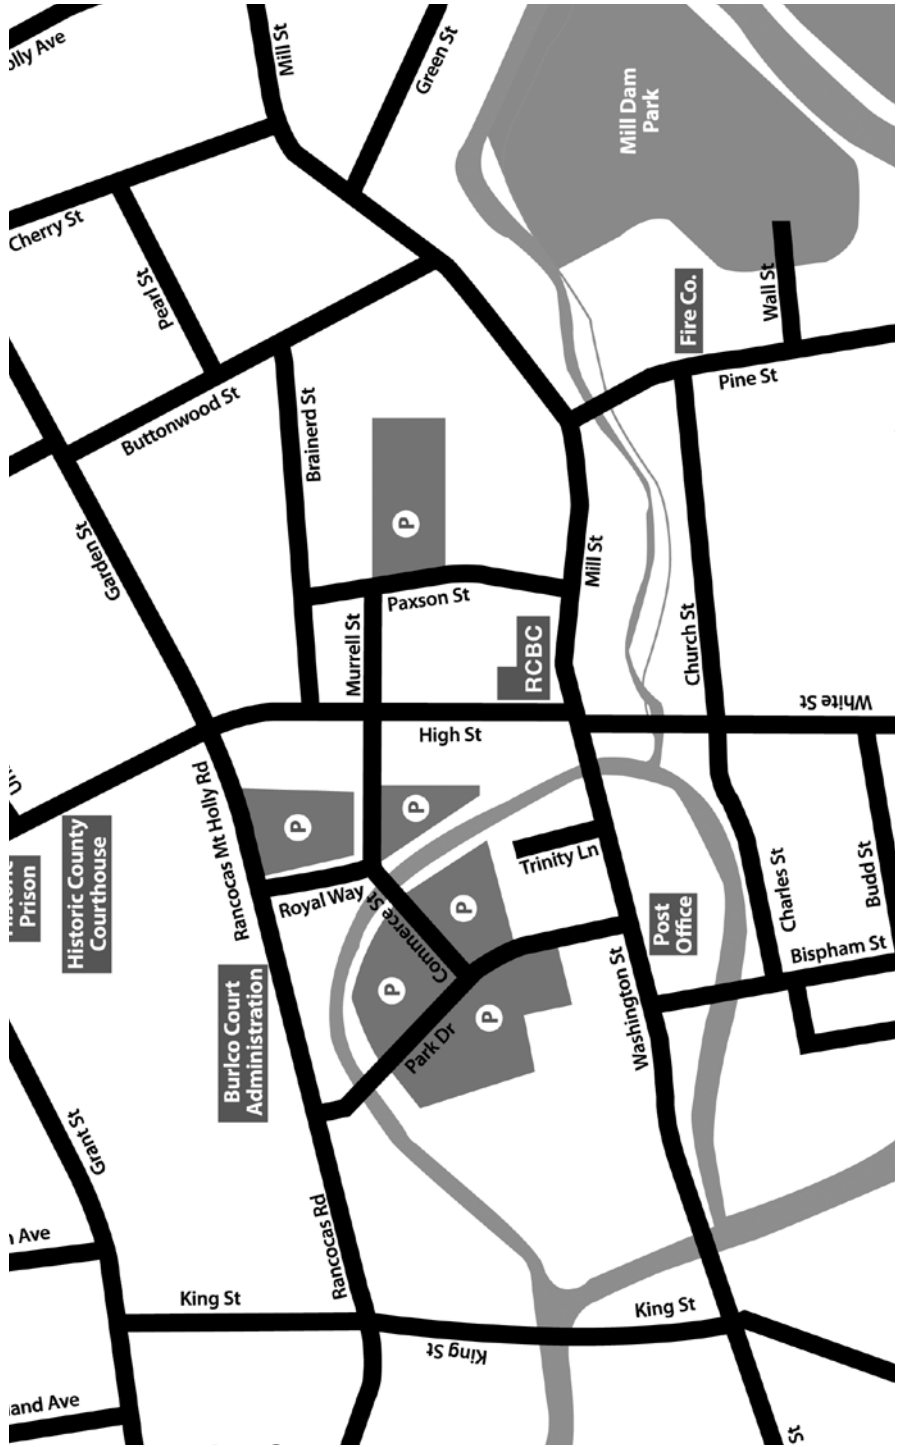 Mill St
Green St
Mill Dam
Park
Cherry St
Pearl St
Fire Co.
Wall St
Pine St
Buttonwood St
Brainerd St
P
Garden St
Mill St
Paxson St
Murrell St
RCBC
Church St
White St
High St
Rancocas Mt Holly Rd
P
P
Prison
Historic County
Courthouse
Trinity Ln
Royal Way
Commerce St
P
Post
Office
Charles St
Budd St
Bispham St
P
P
Burlco Court
Administration
Park Dr
Washington St
Grant St
Ave
Rancocas Rd
King St
King St
King St
Ave
St